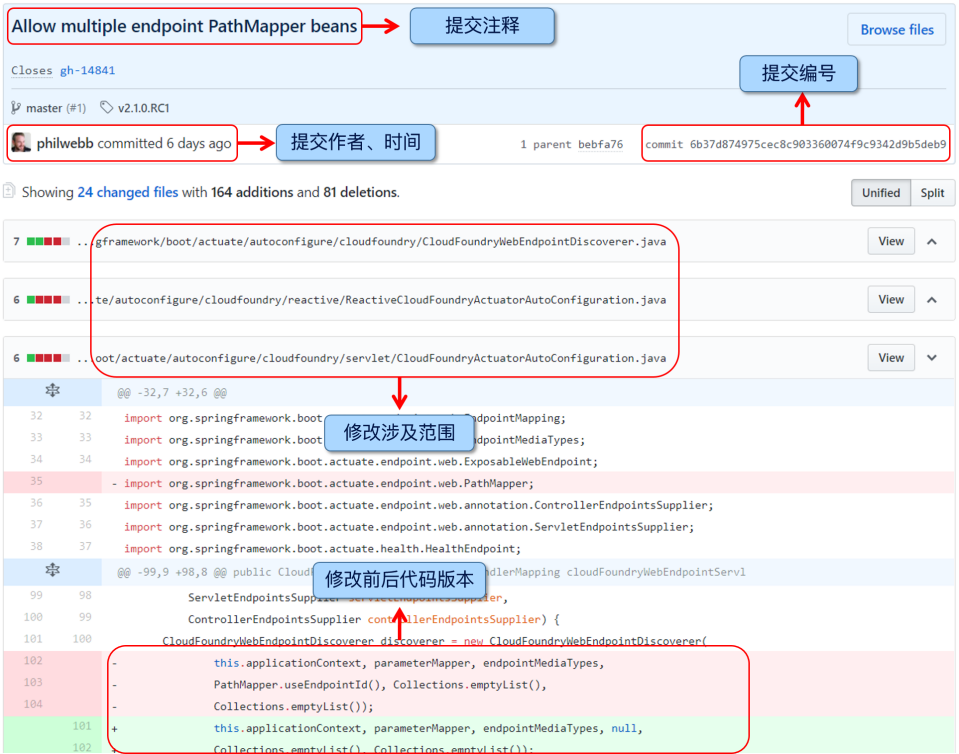 Allow multiple endpoint PathMapper beans
提交注释
Browse files
Closes gh-14841
提交编号
master (#1) v2.1.0.RC1
philwebb committed 6 days ago
提交作者、时间
1 parent bebfa76
commit 6b37d874975cec8c903360074f9c9342d9b5deb9
Showing 24 changed files with 164 additions and 81 deletions.
Unified Split
7 ...gframework/boot/actuate/autoconfigure/cloudfoundry/CloudFoundryWebEndpointDiscoverer.java View
6 ...te/autoconfigure/cloudfoundry/reactive/ReactiveCloudFoundryActuatorAutoConfiguration.java View
6 ...oot/actuate/autoconfigure/cloudfoundry/servlet/CloudFoundryActuatorAutoConfiguration.java View
@@ -32,7 +32,6 @@
32 32 import org.springframework.boot EndpointMapping;
修改涉及范围
33 33 import org.springframework.boot ndpointMediaTypes;
34 34 import org.springframework.boot.actuate.endpoint.web.ExposableWebEndpoint;
35 - import org.springframework.boot.actuate.endpoint.web.PathMapper;
36 35 import org.springframework.boot.actuate.endpoint.web.annotation.ControllerEndpointsSupplier;
37 36 import org.springframework.boot.actuate.endpoint.web.annotation.ServletEndpointsSupplier;
38 37 import org.springframework.boot.actuate.health.HealthEndpoint;
@@ -99,9 +98,8 @@ public CloudF ndlerMapping cloudFoundryWebEndpointServl
修改前后代码版本
99 98 ServletEndpointsSupplier servletEndpointsSupplier,
100 99 ControllerEndpointsSupplier controllerEndpointsSupplier) {
101 100 CloudFoundryWebEndpointDiscoverer discoverer = new CloudFoundryWebEndpointDiscoverer(
102 - this.applicationContext, parameterMapper, endpointMediaTypes,
103 - PathMapper.useEndpointId(), Collections.emptyList(),
104 - Collections.emptyList());
101 + this.applicationContext, parameterMapper, endpointMediaTypes, null,
102 + Collections.emptyList(), Collections.emptyList());